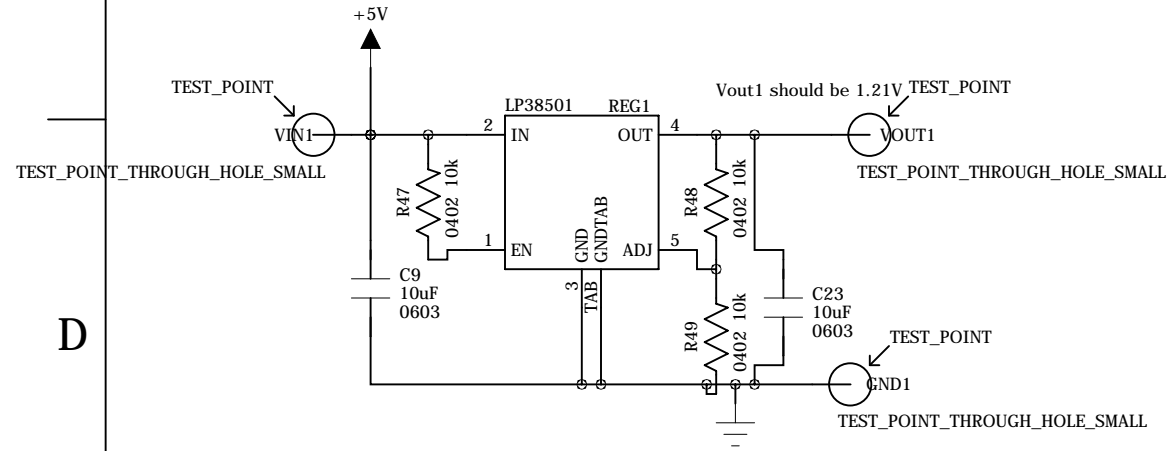 +5V
TEST_POINT
Vout1 should be 1.21V
TEST_POINT
LP38501
REG1
VIN1
2
IN
OUT
4
VOUT1
TEST_POINT_THROUGH_HOLE_SMALL
TEST_POINT_THROUGH_HOLE_SMALL
R47
0402 10k
R48
0402 10k
1
EN
GND
GNDTAB
ADJ
5
3
TAB
C9
10uF
0603
R49
0402 10k
C23
10uF
0603
D
TEST_POINT
GND1
TEST_POINT_THROUGH_HOLE_SMALL